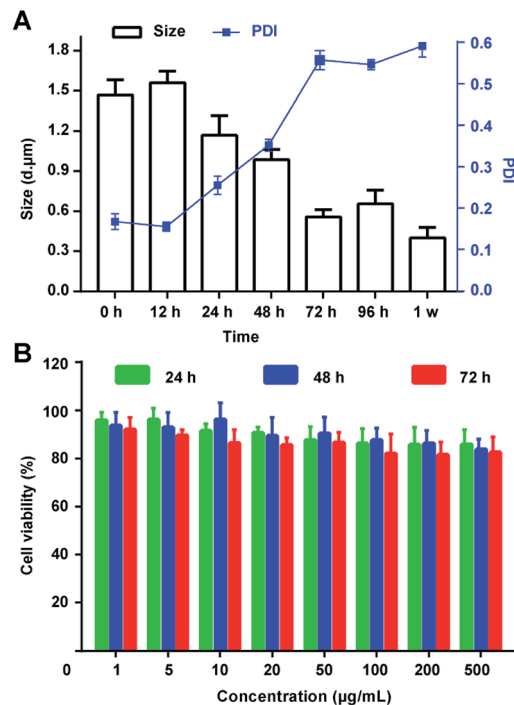 A
Size
PDI
1.8
1.5
1.2
0.9
0.6
0.3
0.0
Size (d.μm)
0.6
0.5
0.4
0.3
0.2
0.1
0.0
PDI
0 h 12 h 24 h 48 h 72 h 96 h 1 w
Time
B
120
100
80
60
40
20
0
Cell viability (%)
24 h 48 h 72 h
1 5 10 20 50 100 200 500
Concentration (μg/mL)